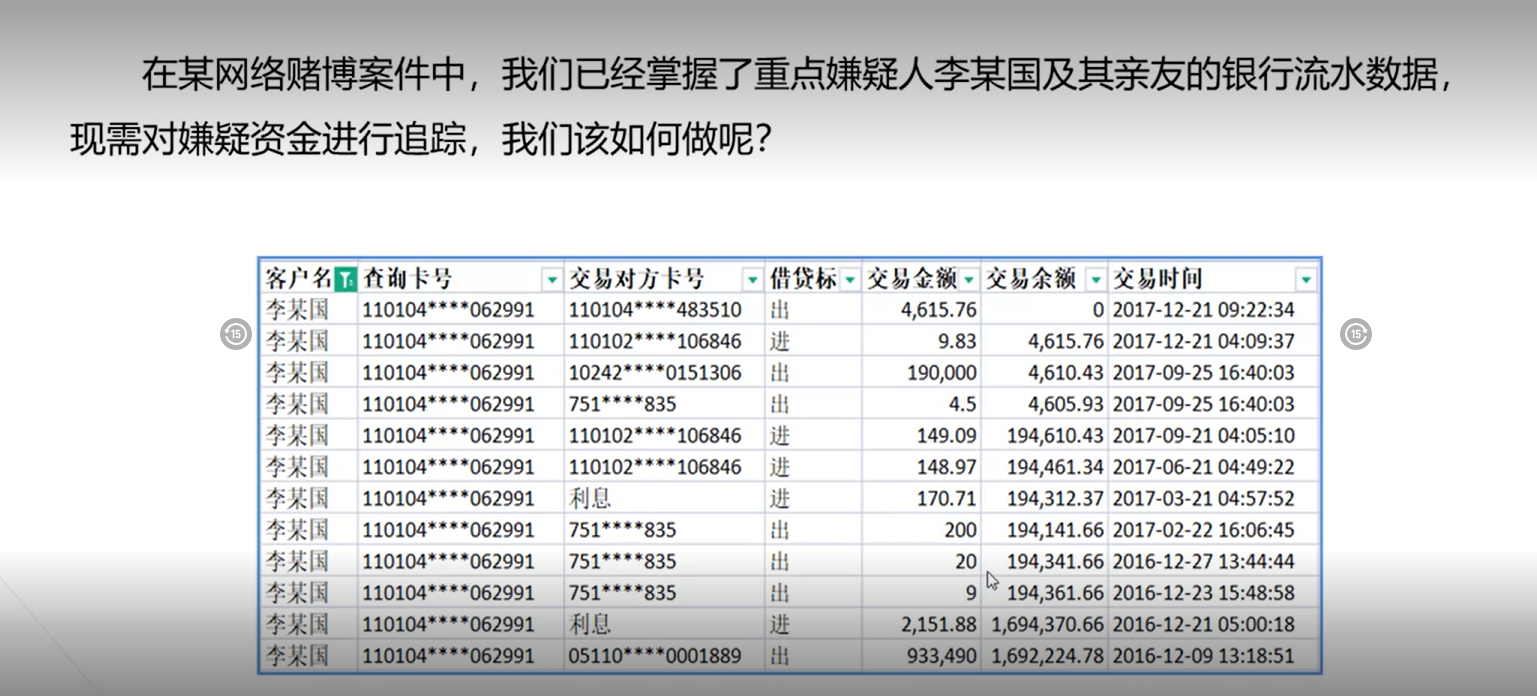 在某网络赌博案件中，我们已经掌握了重点嫌疑人李某国及其亲友的银行流水数据，
现需对嫌疑资金进行追踪，我们该如何做呢？
客户名 查询卡号 交易对方卡号 借贷标 交易金额 交易余额 交易时间
李某国 110104****062991 110104****483510 出 4,615.76 0 2017-12-21 09:22:34
李某国 110104****062991 110102****106846 进 9.83 4,615.76 2017-12-21 04:09:37
李某国 110104****062991 10242****0151306 出 190,000 4,610.43 2017-09-25 16:40:03
李某国 110104****062991 751****835 出 4.5 4,605.93 2017-09-25 16:40:03
李某国 110104****062991 110102****106846 进 149.09 194,610.43 2017-09-21 04:05:10
李某国 110104****062991 110102****106846 进 148.97 194,461.34 2017-06-21 04:49:22
李某国 110104****062991 利息 进 170.71 194,312.37 2017-03-21 04:57:52
李某国 110104****062991 751****835 出 200 194,141.66 2017-02-22 16:06:45
李某国 110104****062991 751****835 出 20 194,341.66 2016-12-27 13:44:44
李某国 110104****062991 751****835 出 9 194,361.66 2016-12-23 15:48:58
李某国 110104****062991 利息 进 2,151.88 1,694,370.66 2016-12-21 05:00:18
李某国 110104****062991 05110****0001889 出 933,490 1,692,224.78 2016-12-09 13:18:51
15
15